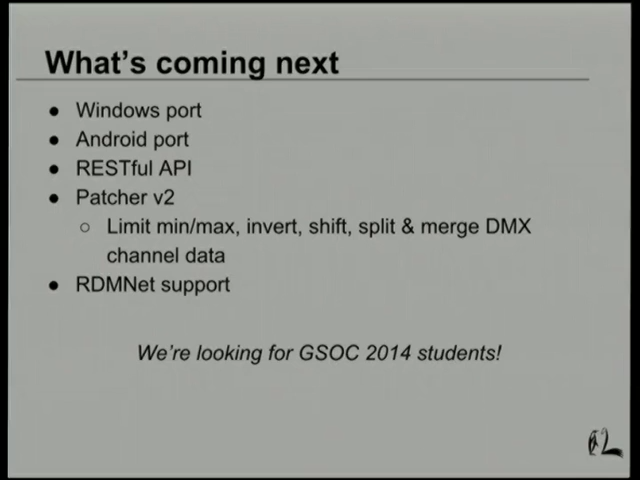 What's coming next
● Windows port
● Android port
● RESTful API
● Patcher v2
○ Limit min/max, invert, shift, split & merge DMX
channel data
● RDMNet support
We're looking for GSOC 2014 students!